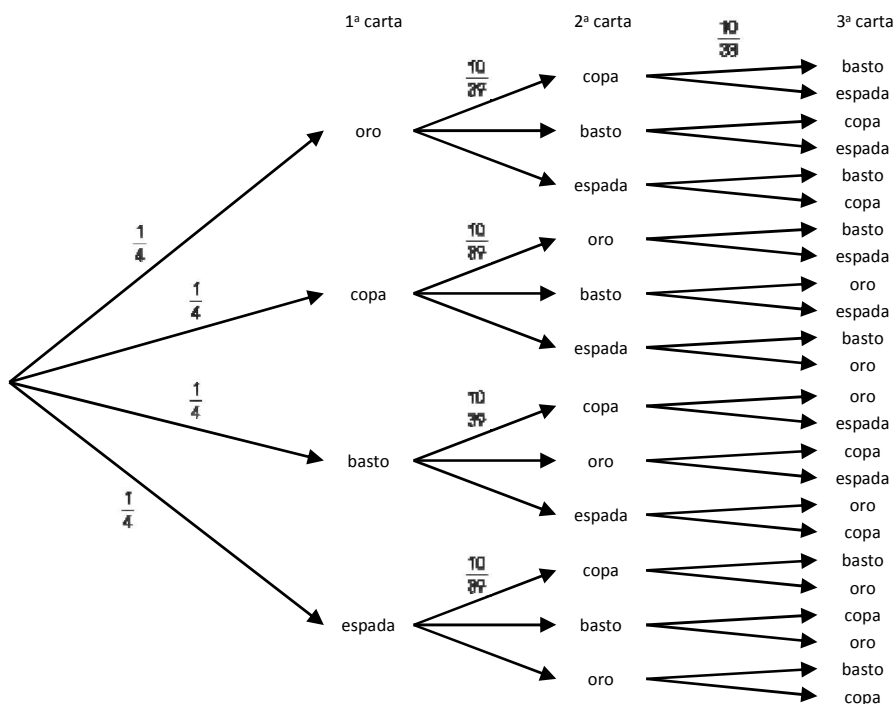 1ª carta
2ª carta
3ª carta
10
39
10
copa
basto
espada
oro
basto
copa
espada
espada
basto
copa
1
4
10
39
oro
basto
espada
1
4
copa
basto
oro
espada
espada
basto
oro
1
4
10
39
copa
oro
espada
basto
oro
copa
espada
1
4
espada
oro
copa
10
39
copa
basto
oro
espada
basto
copa
oro
oro
basto
copa